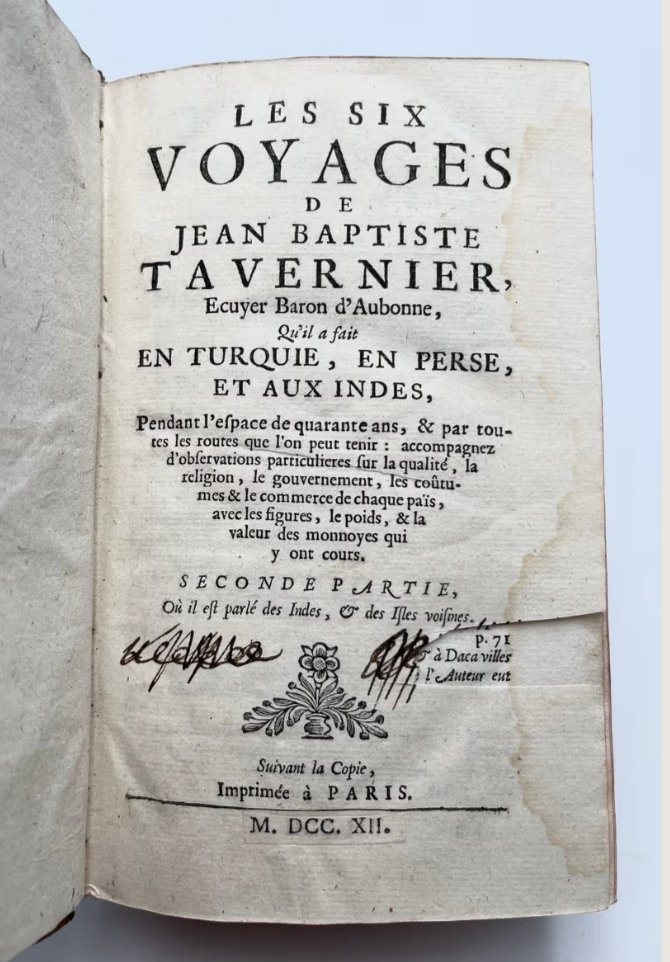 LES SIX
VOYAGES
DE
JEAN BAPTISTE
TAVERNIER,
Ecuyer Baron d'Aubonne,
Qu'il a fait
EN TURQUIE, EN PERSE,
ET AUX INDES,
Pendant l'eſpace de quarante ans, & par tou-
tes les routes que l'on peut tenir : accompagnez
d'obſervations particulieres ſur la qualité, la
religion, le gouvernement, les coûtu-
mes & le commerce de chaque païs,
avec les figures, le poids, & la
valeur des monnoyes qui
y ont cours.
SECONDE PARTIE,
Où il eſt parlé des Indes, & des Iſles voiſines.
p. 71
& à Daca villes
l'Auteur eut
Suivant la Copie,
Imprimée à PARIS.
M. DCC. XII.